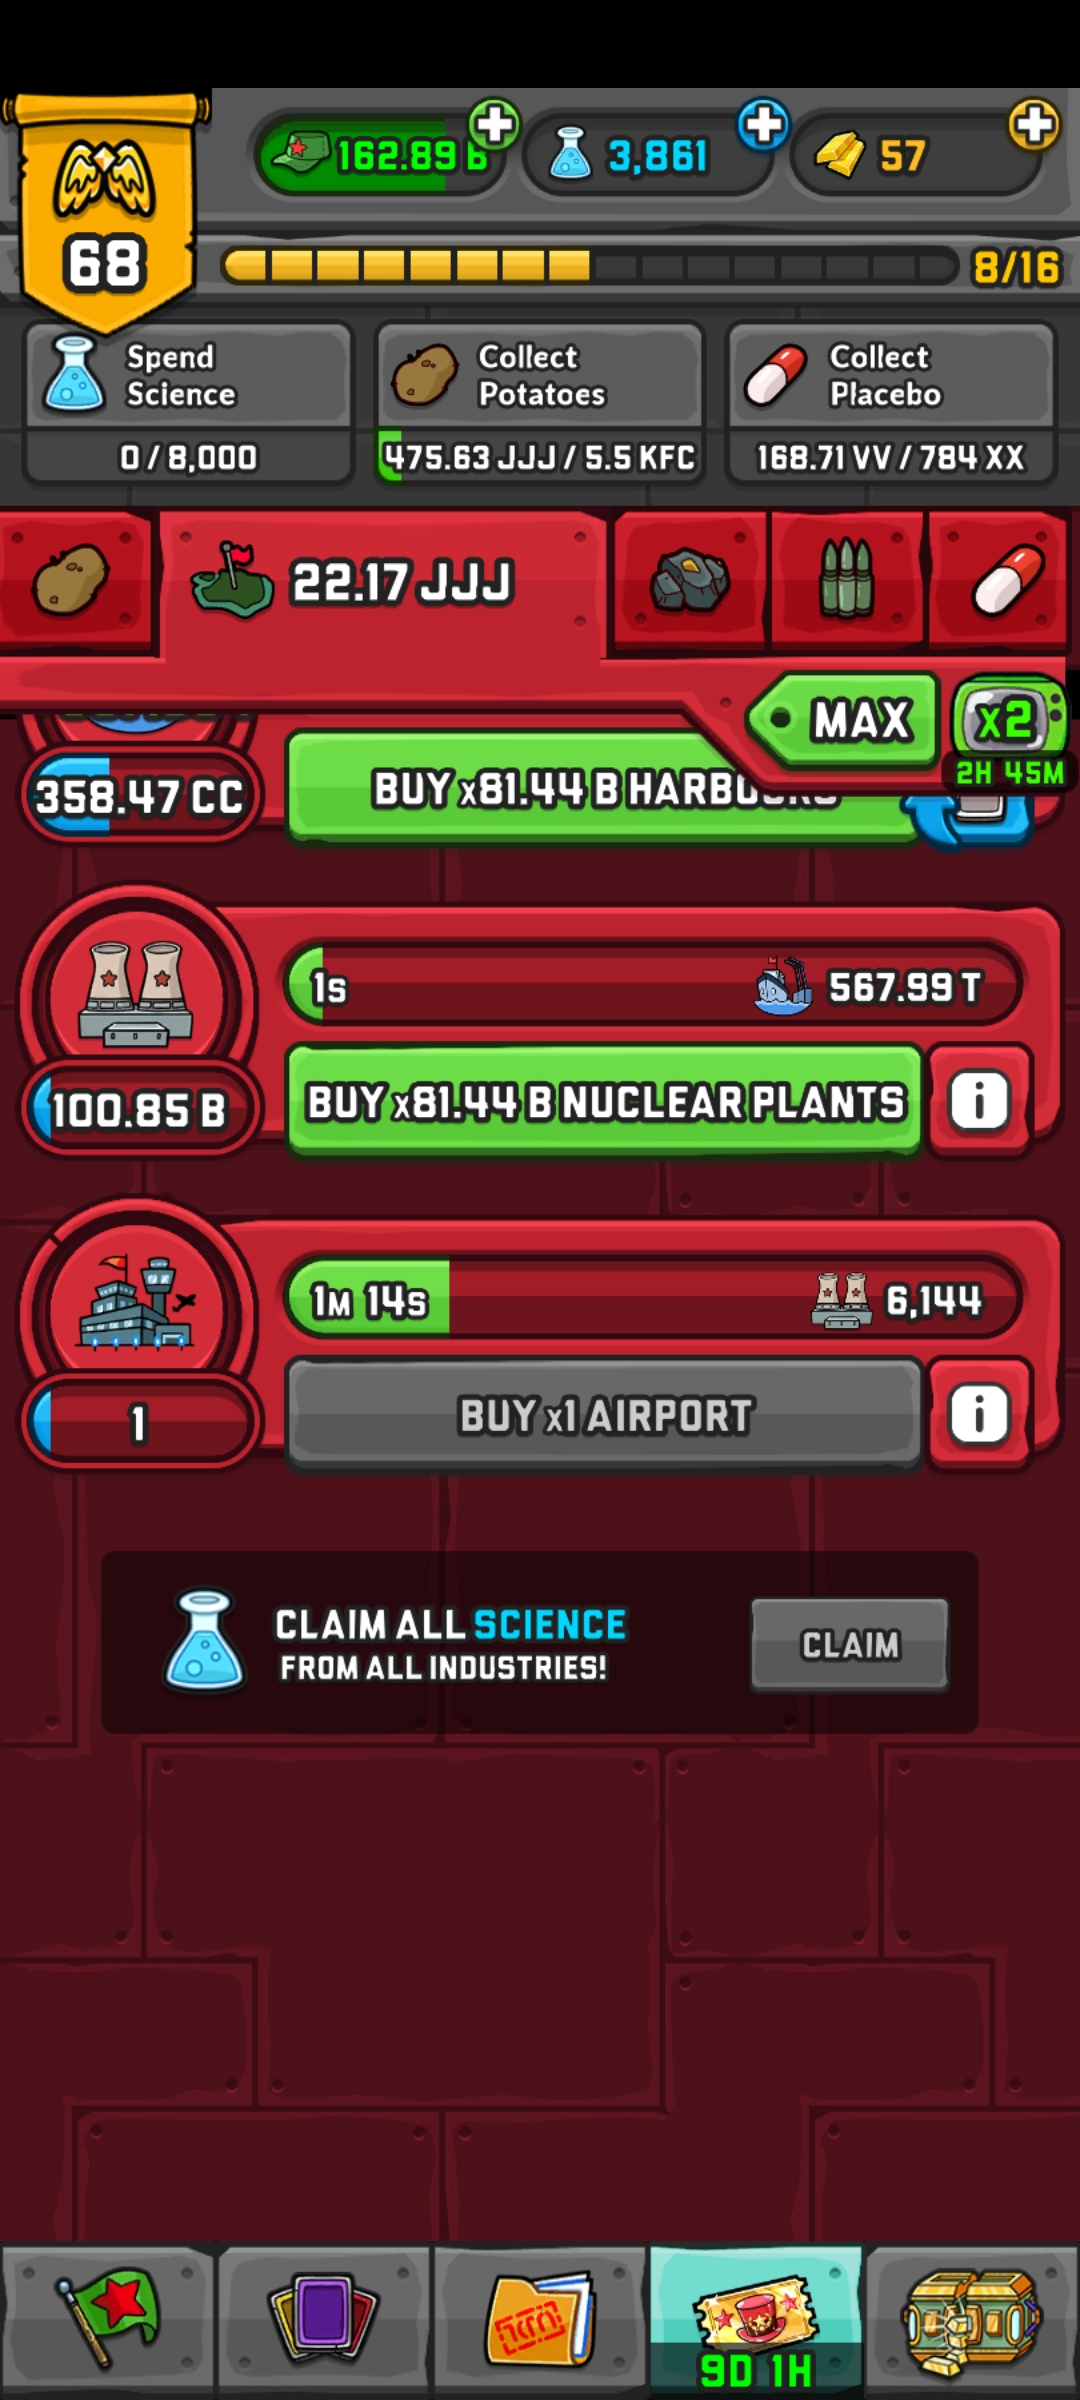 162.89 B
3,861
57
68
8/16
Spend
Science
0 / 8,000
Collect
Potatoes
475.63 JJJ / 5.5 KFC
Collect
Placebo
168.71 VV / 784 XX
22.17 JJJ
MAX
x2
2H 45M
358.47 CC
BUY x81.44 B HARBOURS
1s
567.99 T
100.85 B
BUY x81.44 B NUCLEAR PLANTS
i
1M 14s
6,144
1
BUY x1 AIRPORT
i
CLAIM ALL SCIENCE
FROM ALL INDUSTRIES!
CLAIM
9D 1H